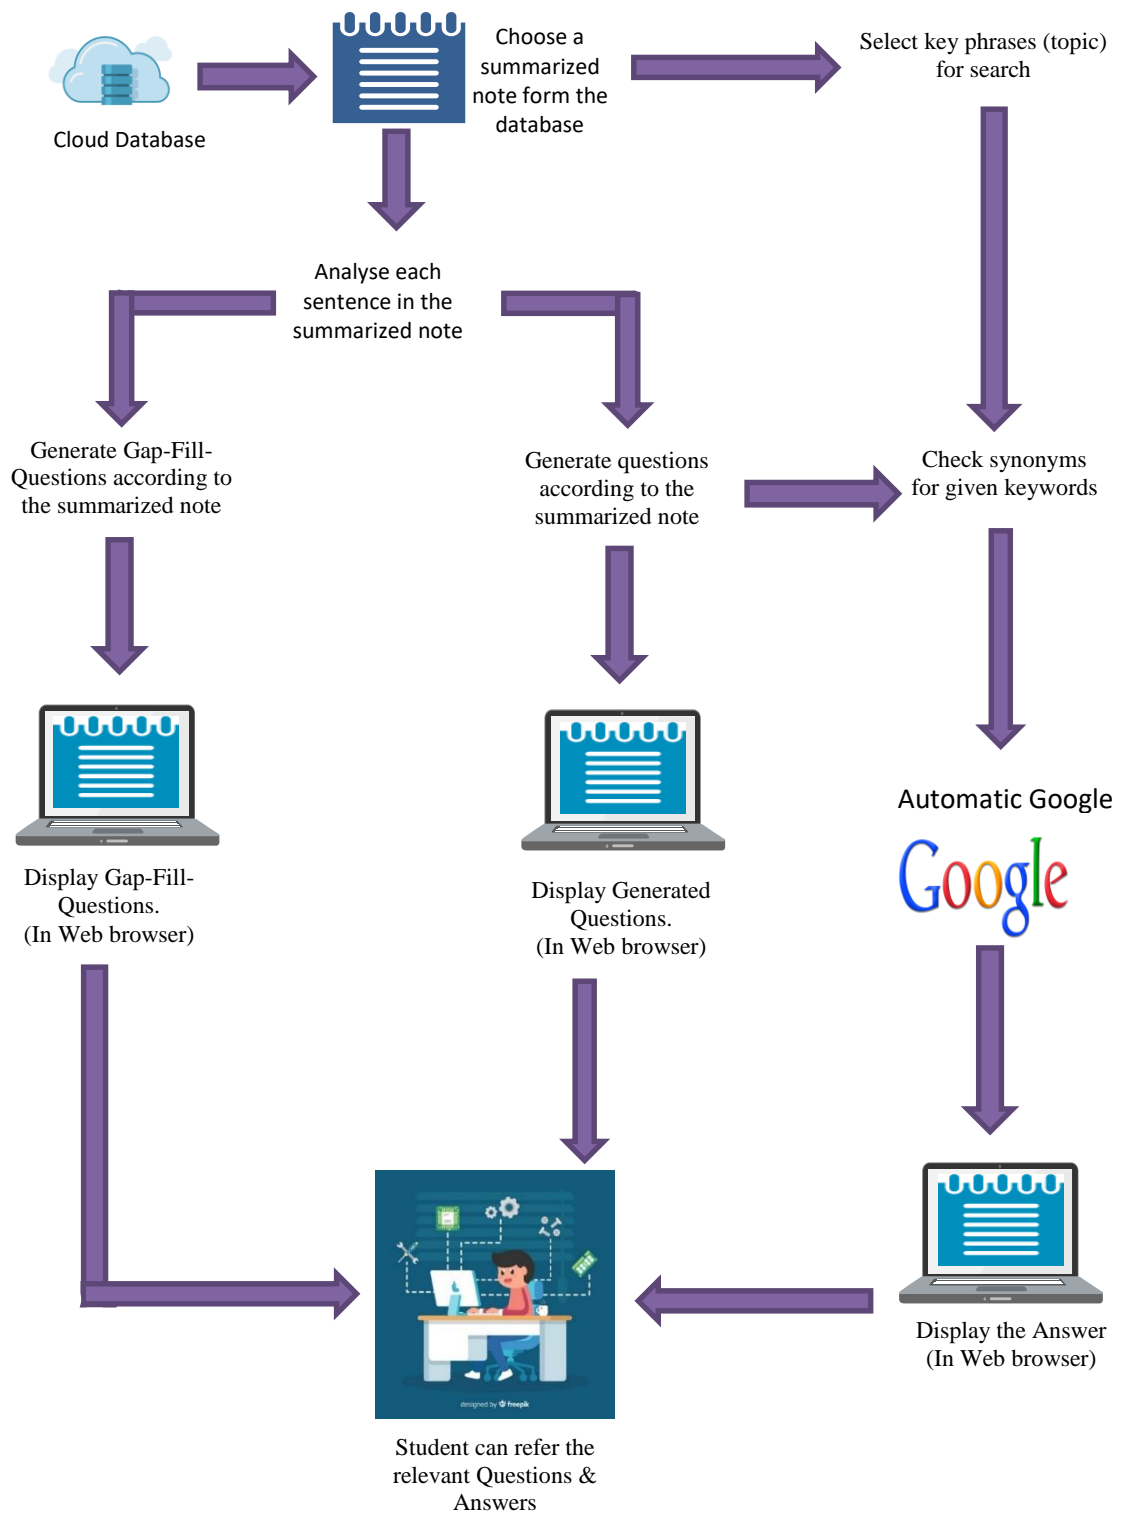 Cloud Database
Choose a
summarized
note form the
database
Select key phrases (topic)
for search
Analyse each
sentence in the
summarized note
Generate Gap-Fill-
Questions according to
the summarized note
Generate questions
according to the
summarized note
Check synonyms
for given keywords
Automatic Google
Google
Display Gap-Fill-
Questions.
(In Web browser)
Display Generated
Questions.
(In Web browser)
Display the Answer
(In Web browser)
designed by freepik
Student can refer the
relevant Questions &
Answers